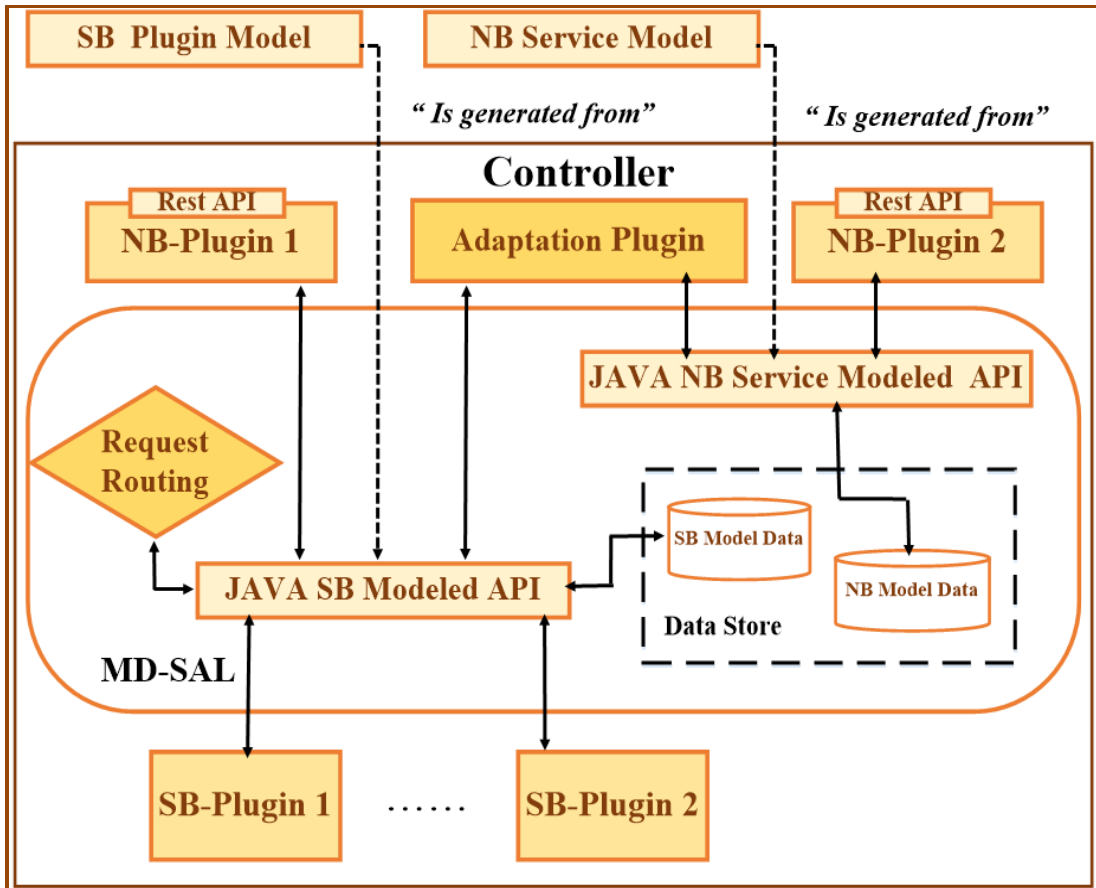 SB Plugin Model
NB Service Model
“ Is generated from”
“ Is generated from”
Controller
Rest API
NB-Plugin 1
Adaptation Plugin
Rest API
NB-Plugin 2
JAVA NB Service Modeled API
Request
Routing
SB Model Data
NB Model Data
Data Store
JAVA SB Modeled API
MD-SAL
SB-Plugin 1
......
SB-Plugin 2